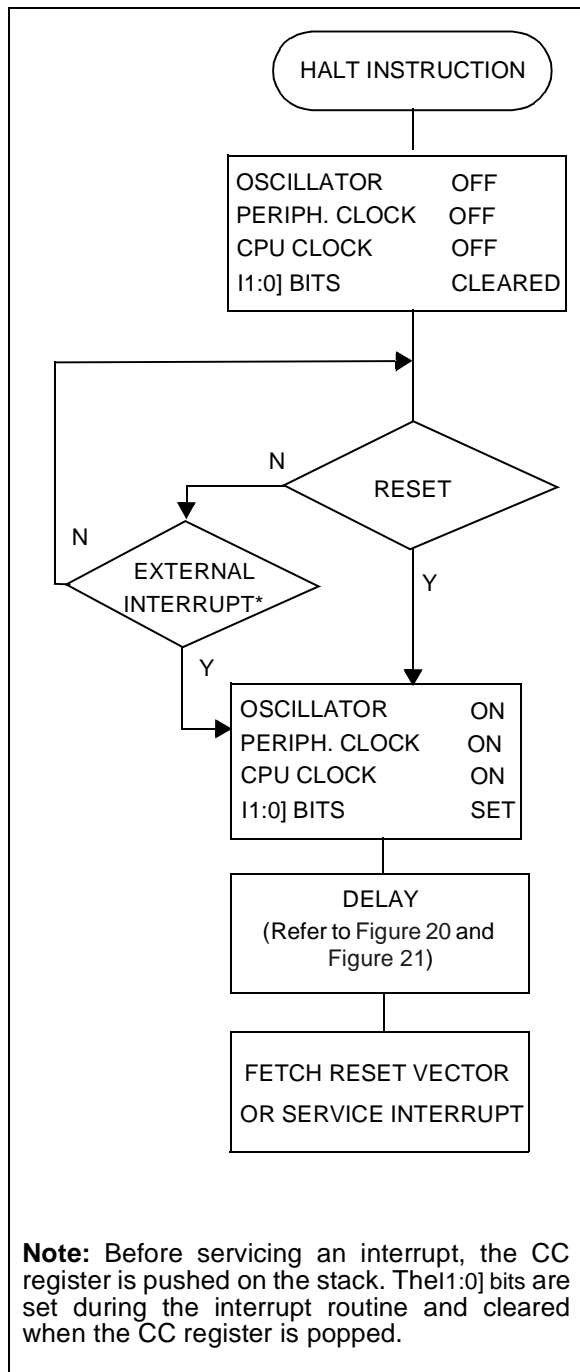 HALT INSTRUCTION
OSCILLATOR OFF
PERIPH. CLOCK OFF
CPU CLOCK OFF
I1:0] BITS CLEARED
N
RESET
N
EXTERNAL
INTERRUPT*
Y
Y
OSCILLATOR ON
PERIPH. CLOCK ON
CPU CLOCK ON
I1:0] BITS SET
DELAY
(Refer to Figure 20 and
Figure 21)
FETCH RESET VECTOR
OR SERVICE INTERRUPT
Note: Before servicing an interrupt, the CC
register is pushed on the stack. TheI1:0] bits are
set during the interrupt routine and cleared
when the CC register is popped.